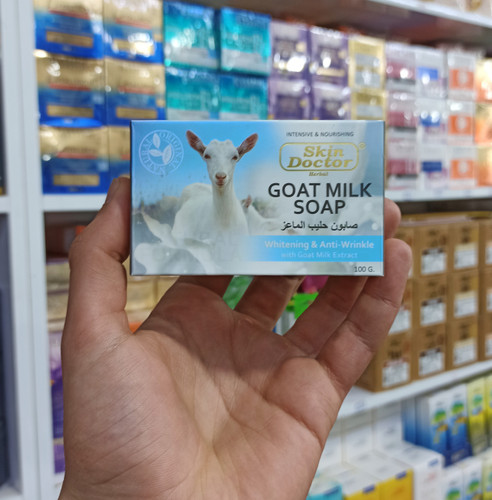 INTENSIVE & NOURISHING
Skin
Doctor®
Herbal
GOAT MILK
SOAP
صابون حليب الماعز
Whitening & Anti-Wrinkle
with Goat Milk Extract
100 G.